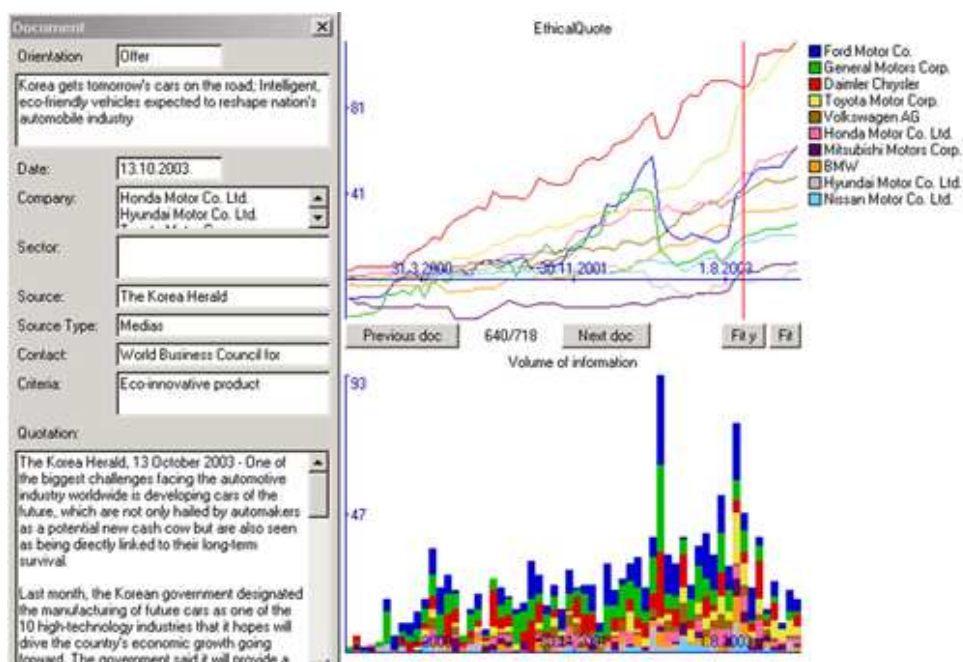 Document
Orientation
Offer
Korea gets tomorrow's cars on the road; Intelligent,
eco-friendly vehicles expected to reshape nation's
automobile industry
Date:
13.10.2003
Company:
Honda Motor Co. Ltd.
Hyundai Motor Co. Ltd.
Sector:
Source:
The Korea Herald
Source Type:
Medias
Contact:
World Business Council for
Criteria:
Eco-innovative product
Quotation:
The Korea Herald, 13 October 2003 - One of
the biggest challenges facing the automotive
industry worldwide is developing cars of the
future, which are not only hailed by automakers
as a potential new cash cow but are also seen
as being directly linked to their long-term
survival.
Last month, the Korean government designated
the manufacturing of future cars as one of the
10 high-technology industries that it hopes will
drive the country's economic growth going
forward. The government said it will provide a
EthicalQuote
81
41
31.3.2000
30.11.2001
1.8.2003
Ford Motor Co.
General Motors Corp.
Daimler Chrysler
Toyota Motor Corp.
Volkswagen AG
Honda Motor Co. Ltd.
Mitsubishi Motors Corp.
BMW
Hyundai Motor Co. Ltd.
Nissan Motor Co. Ltd.
Previous doc
640/718
Next doc
Fit y
Fit
Volume of information
93
47